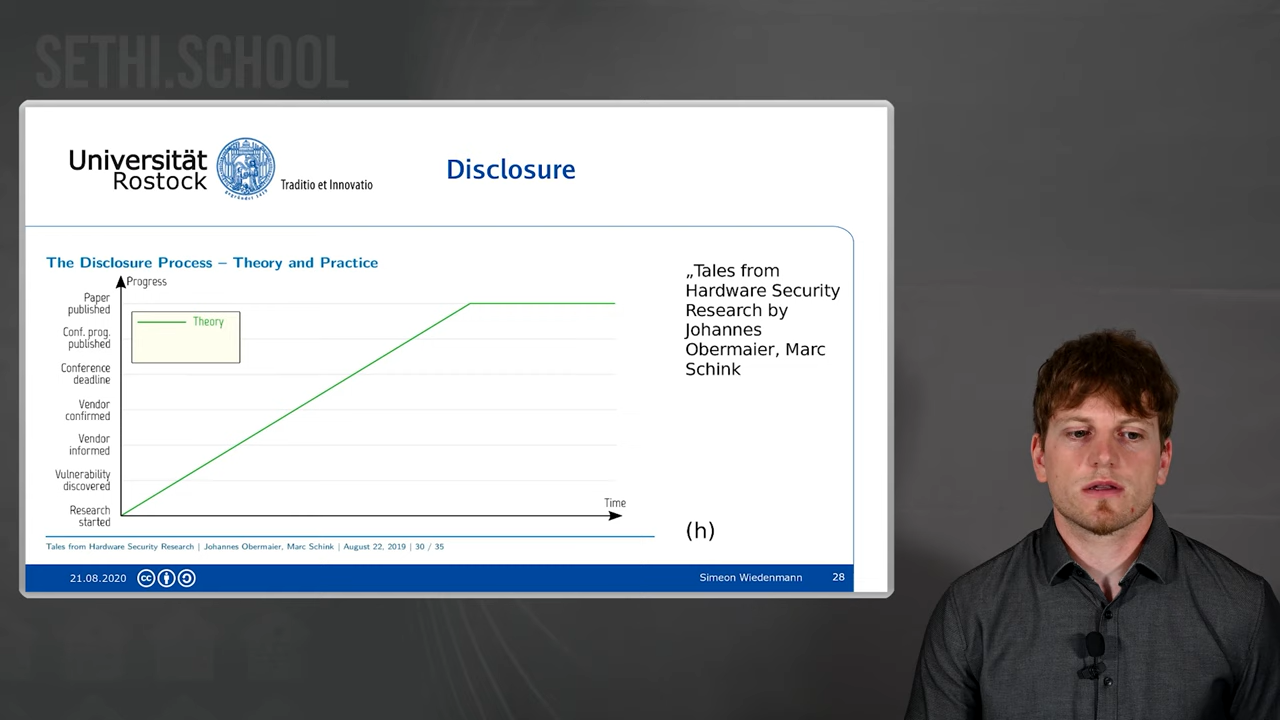 SETHI.SCHOOL
Universität
Rostock
Traditio et Innovatio
Disclosure
The Disclosure Process – Theory and Practice
Progress
Paper
published
Conf. prog.
published
Conference
deadline
Vendor
confirmed
Vendor
informed
Vulnerability
discovered
Research
started
Theory
Time
Tales from Hardware Security Research | Johannes Obermaier, Marc Schink | August 22, 2019 | 30 / 35
„Tales from
Hardware Security
Research by
Johannes
Obermaier, Marc
Schink
(h)
21.08.2020
cc
Simeon Wiedenmann
28